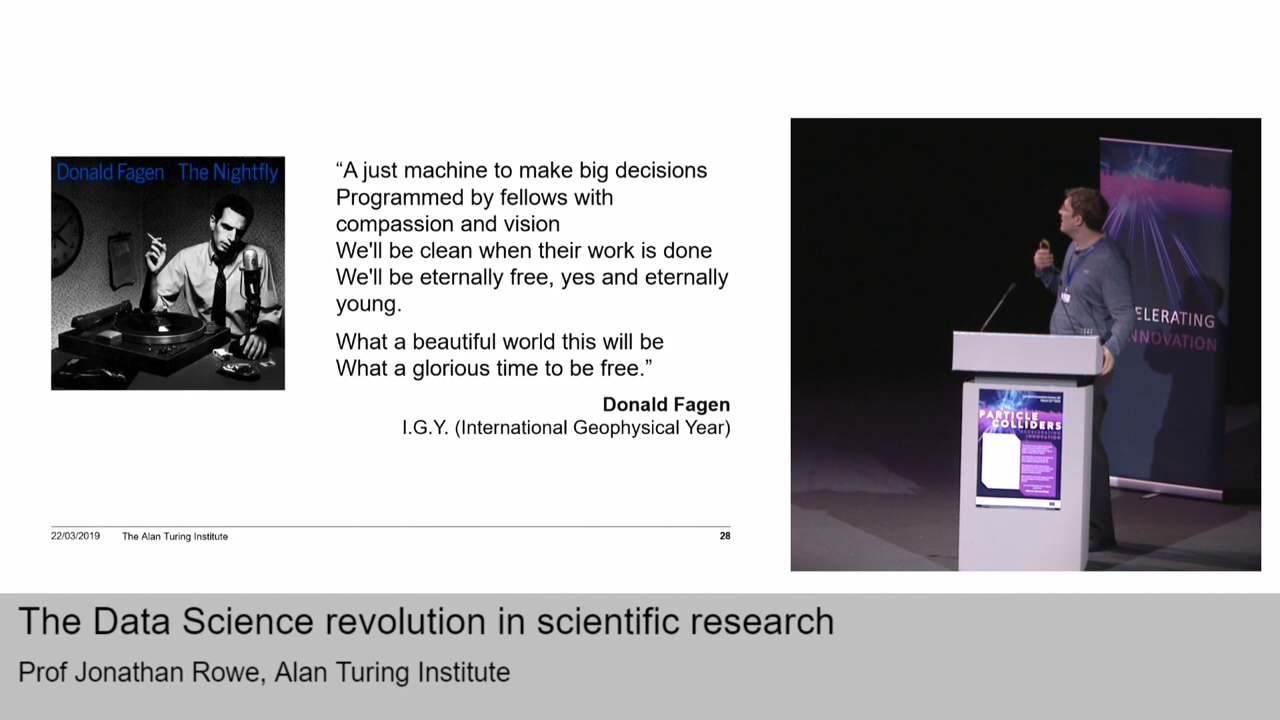 Donald Fagen The Nightfly
“A just machine to make big decisions
Programmed by fellows with
compassion and vision
We'll be clean when their work is done
We'll be eternally free, yes and eternally
young.
What a beautiful world this will be
What a glorious time to be free.”
Donald Fagen
I.G.Y. (International Geophysical Year)
22/03/2019 The Alan Turing Institute 28
ELERATING
NNOVATION
PARTICLE
COLLIDERS
The Data Science revolution in scientific research
Prof Jonathan Rowe, Alan Turing Institute